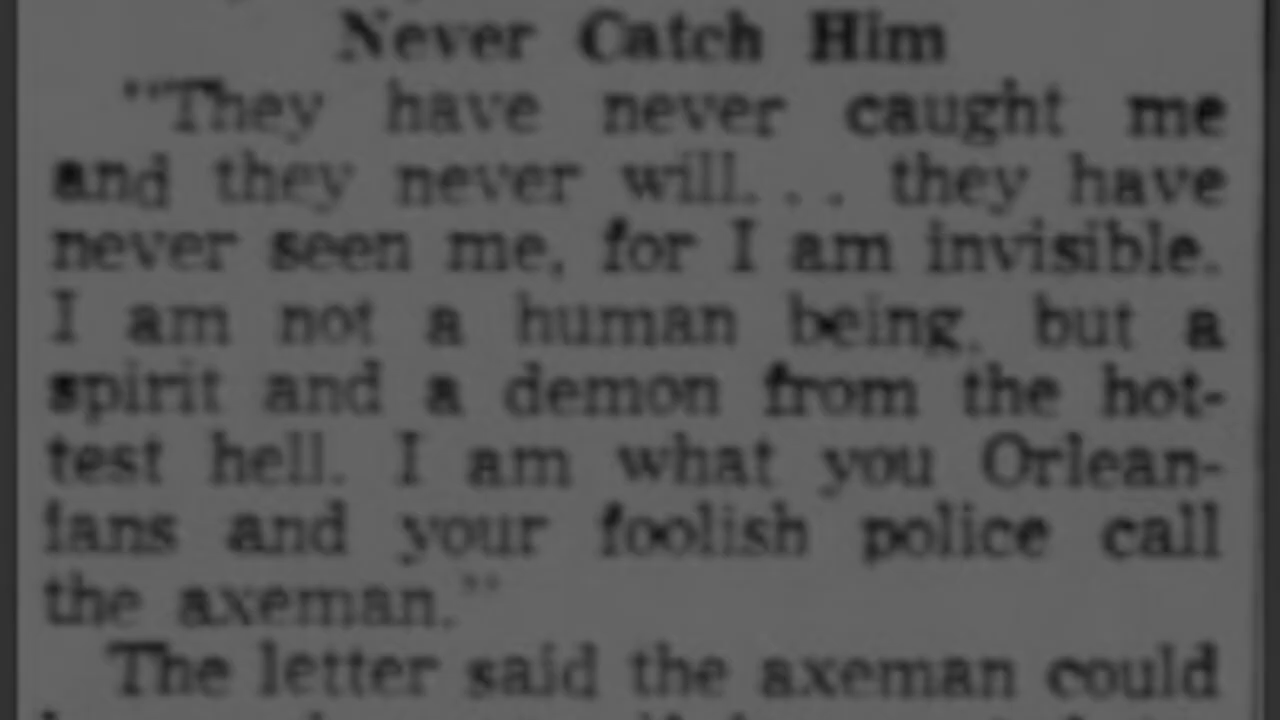 Never Catch Him
"They have never caught me
and they never will. . . they have
never seen me, for I am invisible.
I am not a human being, but a
spirit and a demon from the hot-
test hell. I am what you Orlean-
ians and your foolish police call
the axeman."
The letter said the axeman could